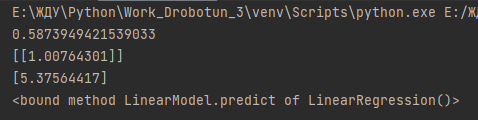 E:\ЖДУ\Python\Work_Drobotun_3\venv\Scripts\python.exe E:/Ж
0.5873949421539033
[[1.00764301]]
[5.37564417]
<bound method LinearModel.predict of LinearRegression()>